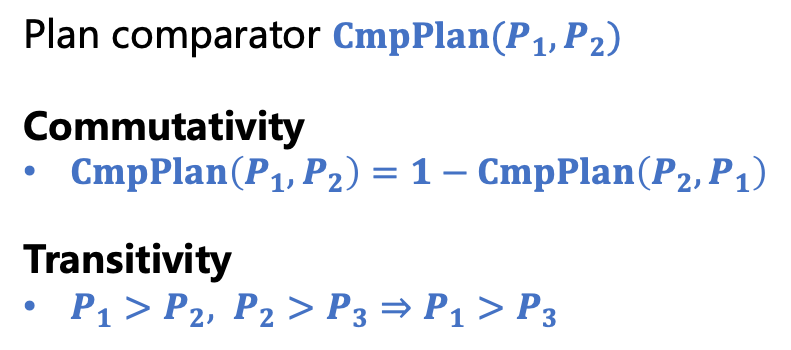 Plan comparator CmpPlan(P₁, P₂)
Commutativity
• CmpPlan(P₁, P₂) = 1 − CmpPlan(P₂, P₁)
Transitivity
• P₁ > P₂, P₂ > P₃ ⇒ P₁ > P₃